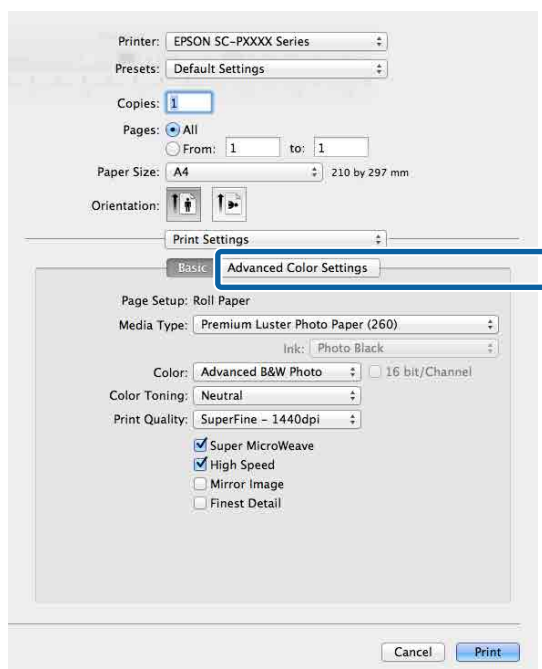 Printer: EPSON SC-PXXXX Series
Presets: Default Settings
Copies: 1
Pages: All
From: 1 to: 1
Paper Size: A4 210 by 297 mm
Orientation:
Print Settings
Basic Advanced Color Settings
Page Setup: Roll Paper
Media Type: Premium Luster Photo Paper (260)
Ink: Photo Black
Color: Advanced B&W Photo 16 bit/Channel
Color Toning: Neutral
Print Quality: SuperFine – 1440dpi
Super MicroWeave
High Speed
Mirror Image
Finest Detail
Cancel Print